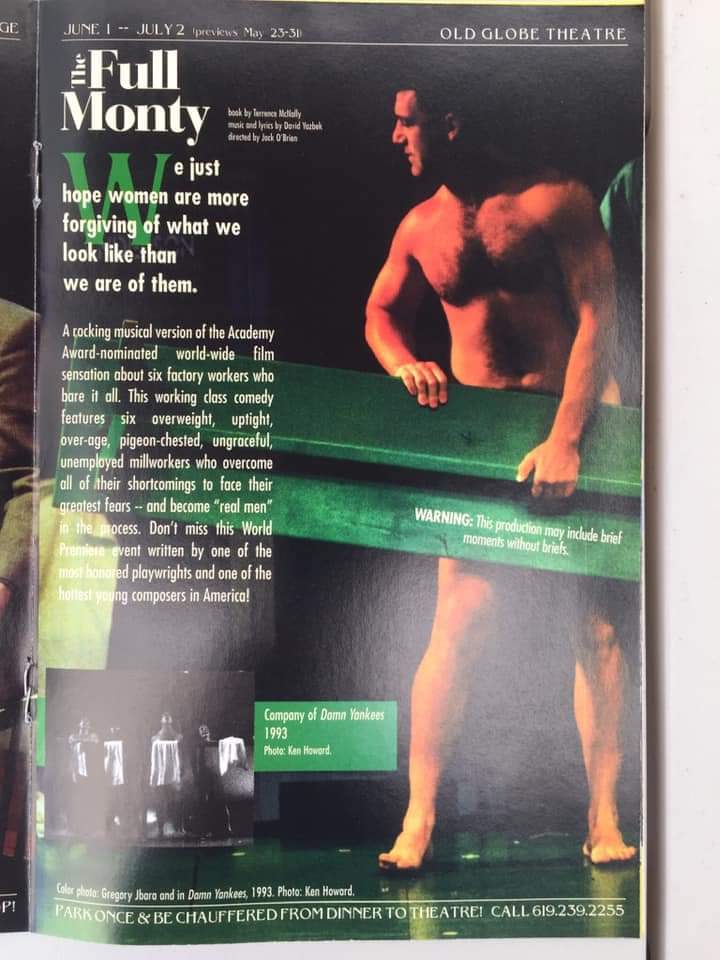 GE
JUNE 1 -- JULY 2 (previews May 23-31)
OLD GLOBE THEATRE
The Full
Monty
book by Terrence McNally
music and lyrics by David Yazbek
directed by Jack O'Brien
We just
hope women are more
forgiving of what we
look like than
we are of them.
A rocking musical version of the Academy
Award-nominated world-wide film
sensation about six factory workers who
bare it all. This working class comedy
features six overweight, uptight,
over-age, pigeon-chested, ungraceful,
unemployed millworkers who overcome
all of their shortcomings to face their
greatest fears -- and become "real men"
in the process. Don't miss this World
Premiere event written by one of the
most honored playwrights and one of the
hottest young composers in America!
WARNING: This production may include brief
moments without briefs.
Company of Damn Yankees
1993
Photo: Ken Howard.
Color photo: Gregory Jbara and in Damn Yankees, 1993. Photo: Ken Howard.
PARK ONCE & BE CHAUFFERED FROM DINNER TO THEATRE! CALL 619.239.2255
P!